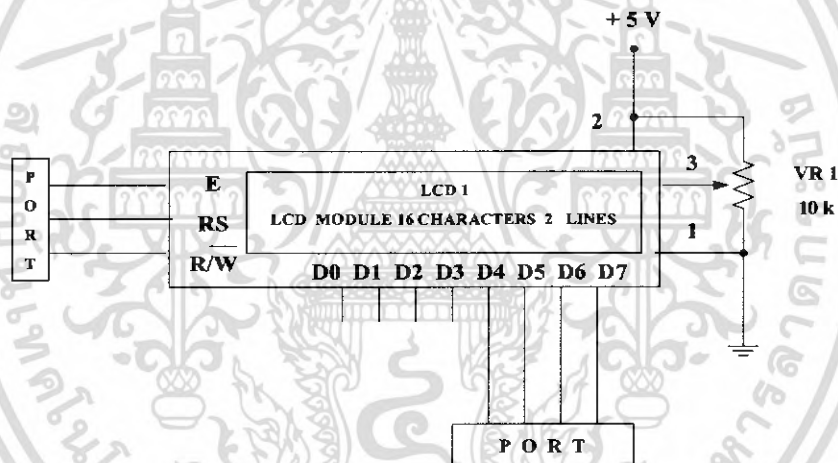 + 5 V
2
3
VR 1
10 k
1
P O R T
E
RS
R/W
LCD 1
LCD MODULE 16 CHARACTERS 2 LINES
D0 D1 D2 D3 D4 D5 D6 D7
P O R T